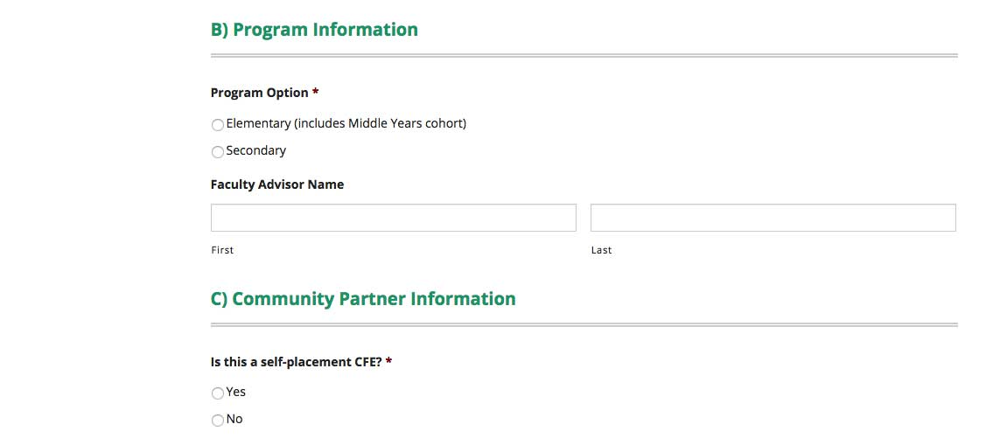 B) Program Information
Program Option *
Elementary (includes Middle Years cohort)
Secondary
Faculty Advisor Name
First Last
C) Community Partner Information
Is this a self-placement CFE? *
Yes
No